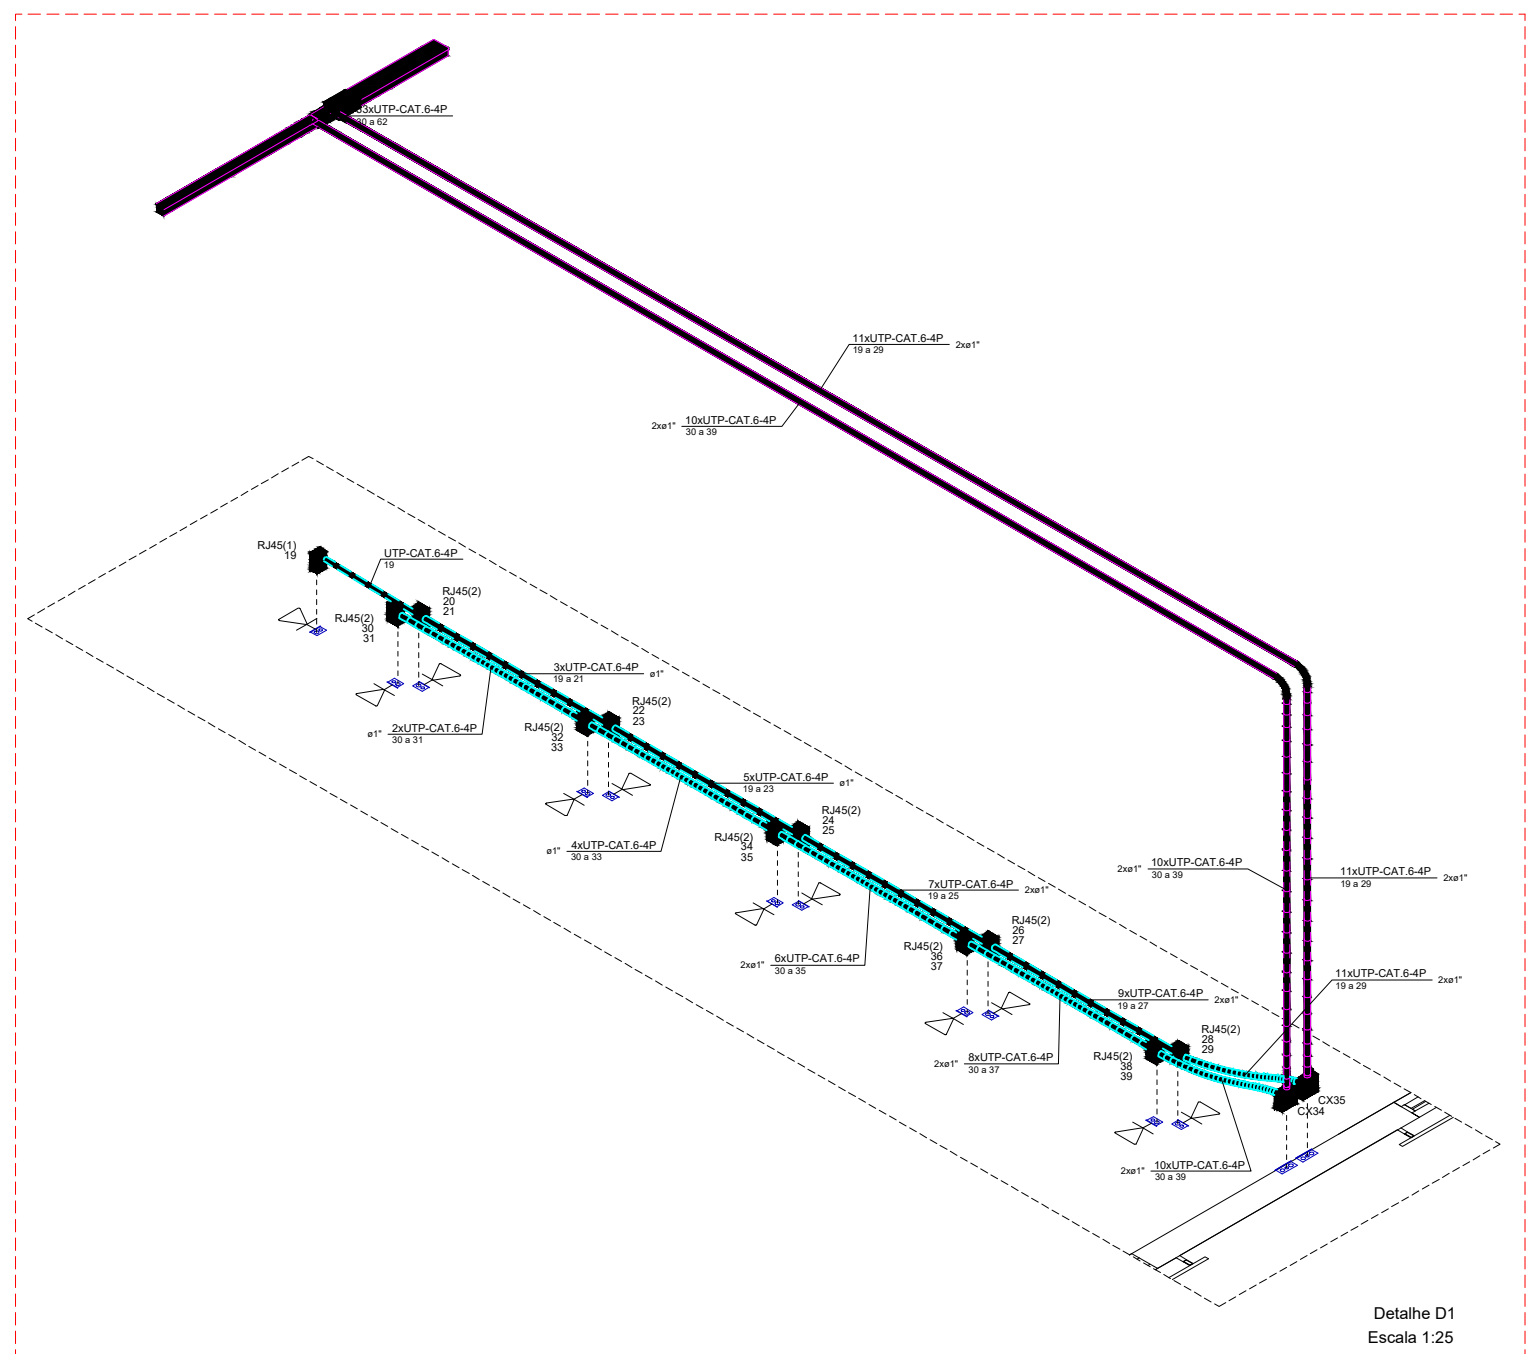 33xUTP-CAT.6-4P
30 a 62
11xUTP-CAT.6-4P 2xø1"
19 a 29
2xø1" 10xUTP-CAT.6-4P
30 a 39
RJ45(1)
19
UTP-CAT.6-4P
19
RJ45(2)
20
21
RJ45(2)
30
31
3xUTP-CAT.6-4P ø1"
19 a 21
ø1" 2xUTP-CAT.6-4P
30 a 31
RJ45(2)
22
23
RJ45(2)
32
33
5xUTP-CAT.6-4P ø1"
19 a 23
ø1" 4xUTP-CAT.6-4P
30 a 33
RJ45(2)
24
25
RJ45(2)
34
35
7xUTP-CAT.6-4P 2xø1"
19 a 25
2xø1" 6xUTP-CAT.6-4P
30 a 35
RJ45(2)
26
27
RJ45(2)
36
37
2xø1" 10xUTP-CAT.6-4P
30 a 39
11xUTP-CAT.6-4P 2xø1"
19 a 29
11xUTP-CAT.6-4P 2xø1"
19 a 29
9xUTP-CAT.6-4P 2xø1"
19 a 27
2xø1" 8xUTP-CAT.6-4P
30 a 37
RJ45(2)
28
29
RJ45(2)
38
39
CX35
CX34
2xø1" 10xUTP-CAT.6-4P
30 a 39
Detalhe D1
Escala 1:25